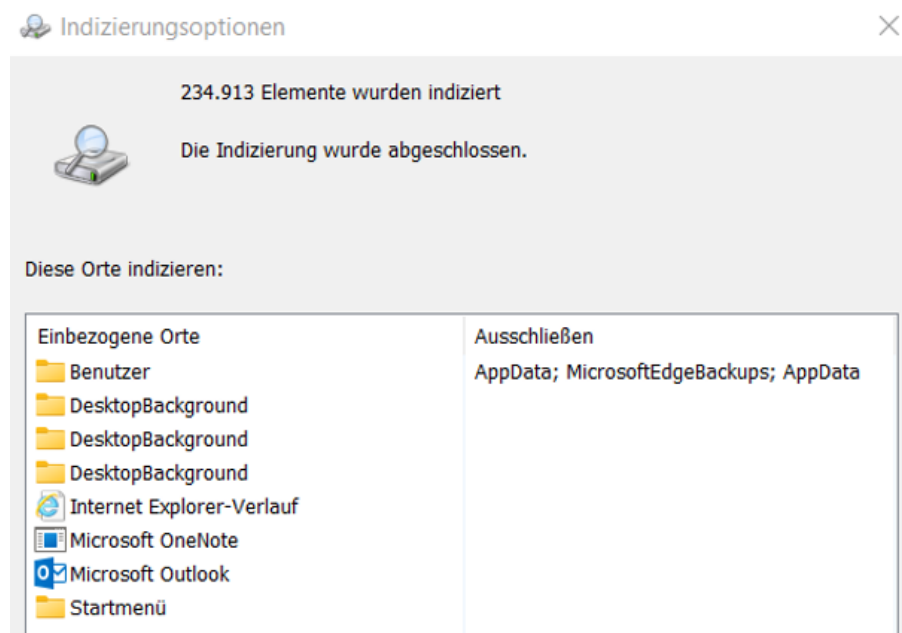 Indizierungsoptionen
234.913 Elemente wurden indiziert
Die Indizierung wurde abgeschlossen.
Diese Orte indizieren:
Einbezogene Orte Ausschließen
Benutzer AppData; MicrosoftEdgeBackups; AppData
DesktopBackground
DesktopBackground
DesktopBackground
Internet Explorer-Verlauf
Microsoft OneNote
Microsoft Outlook
Startmenü